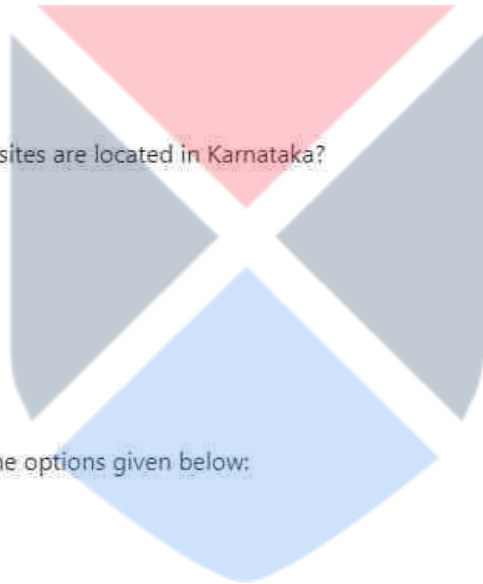 sites are located in Karnataka?
he options given below: